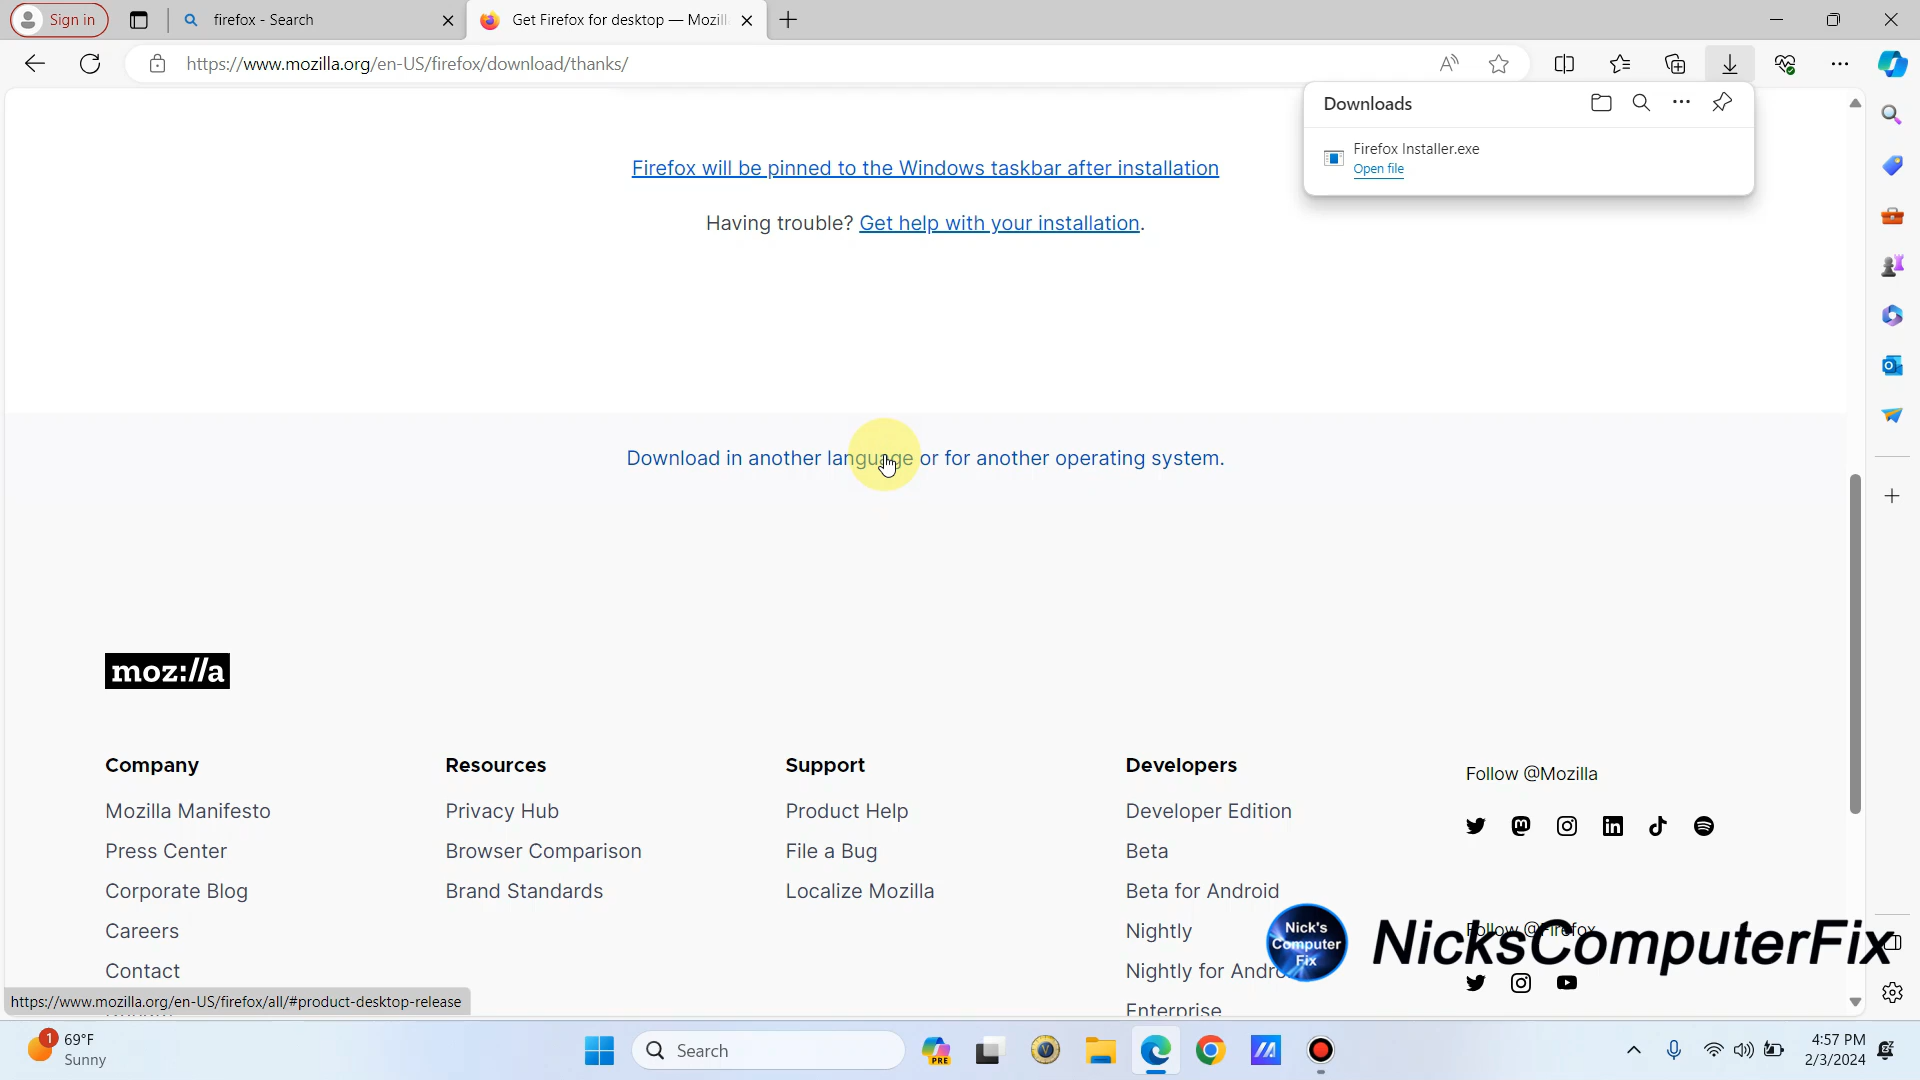 Sign in
firefox - Search
Get Firefox for desktop — Mozil
https://www.mozilla.org/en-US/firefox/download/thanks/
Downloads
Firefox Installer.exe
Open file
Firefox will be pinned to the Windows taskbar after installation
Having trouble? Get help with your installation.
Download in another language or for another operating system.
moz://a
Company
Mozilla Manifesto
Press Center
Corporate Blog
Careers
Contact
Resources
Privacy Hub
Browser Comparison
Brand Standards
Support
Product Help
File a Bug
Localize Mozilla
Developers
Developer Edition
Beta
Beta for Android
Nightly
Nightly for Andro
Enterprise
Follow @Mozilla
Follow @Firefox
Nick's
Computer
Fix
NicksComputerFix
https://www.mozilla.org/en-US/firefox/all/#product-desktop-release
1
69°F
Sunny
Search
PRE
4:57 PM
2/3/2024